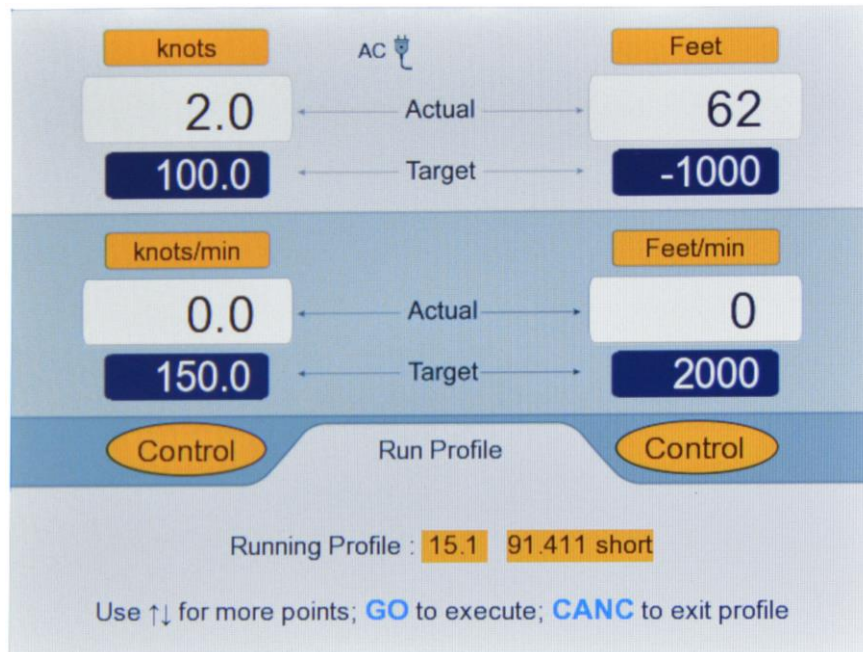 knots AC Feet
2.0 Actual 62
100.0 Target -1000
knots/min Feet/min
0.0 Actual 0
150.0 Target 2000
Control Run Profile Control
Running Profile : 15.1 91.411 short
Use ↑↓ for more points; GO to execute; CANC to exit profile